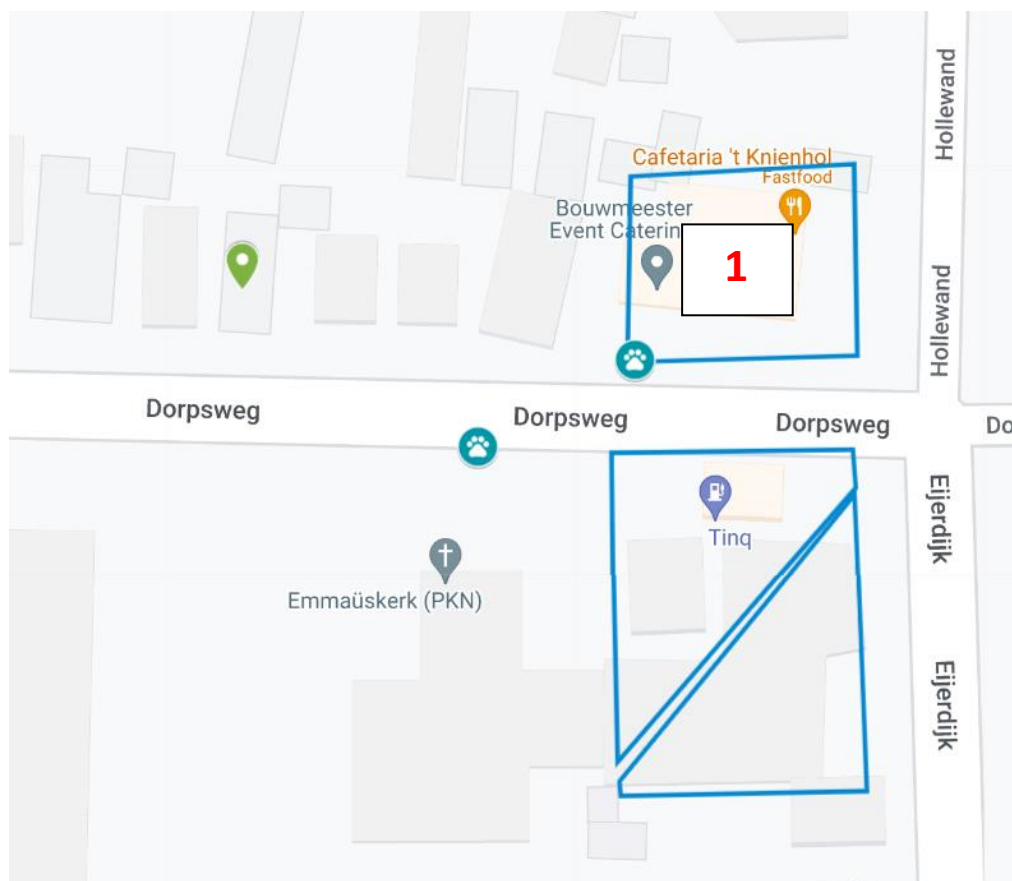 Hollewand
Cafetaria 't Knienhol
Fastfood
Bouwmeester
Event Caterin
1
Hollewand
Dorpsweg
Dorpsweg
Dorpsweg
Do
Eijerdijk
Tinq
Emmaüskerk (PKN)
Eijerdijk